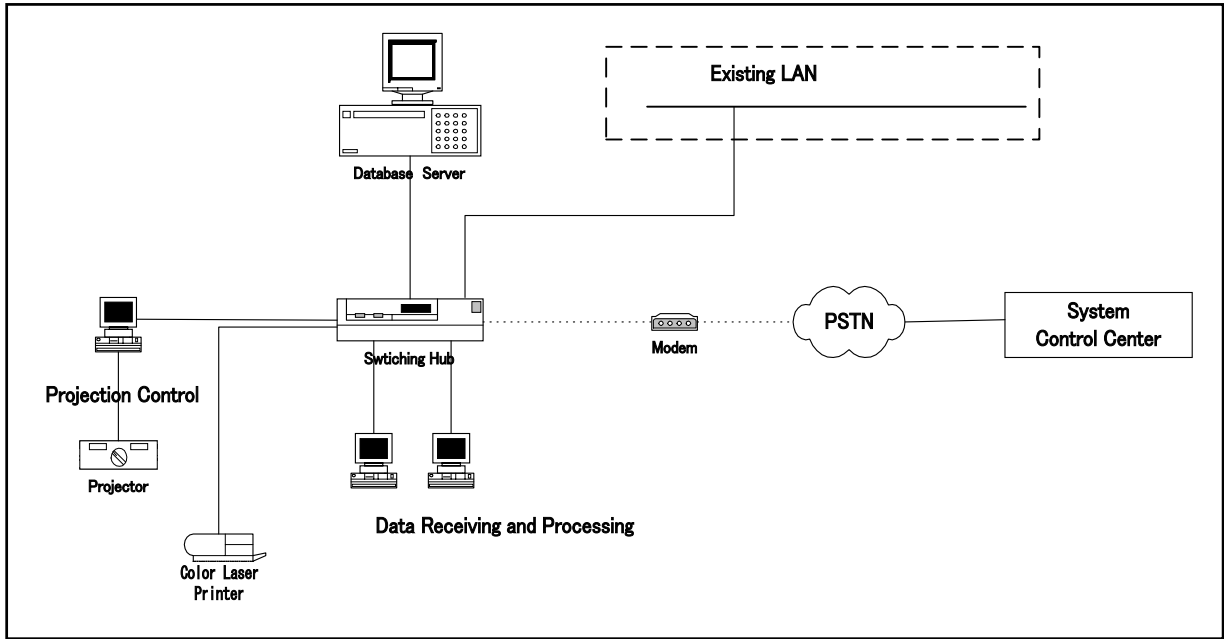 Existing LAN
Database Server
PSTN
System
Control Center
Modem
Swtiching Hub
Projection Control
Projector
Data Receiving and Processing
Color Laser
Printer